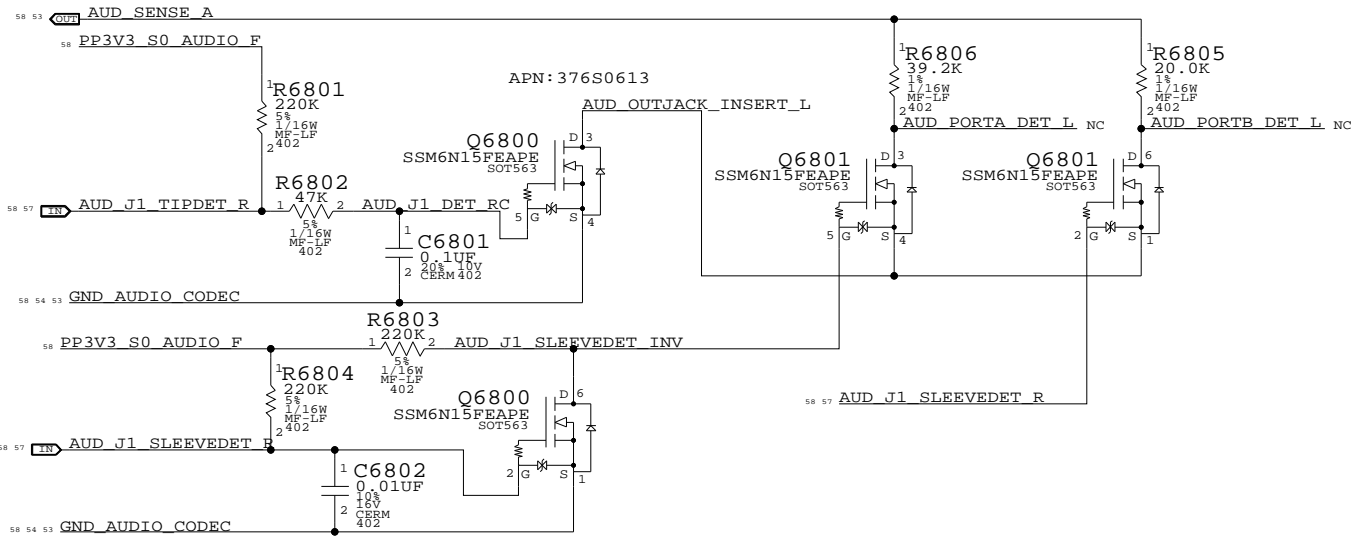 58 53 OUT AUD_SENSE_A
58 PP3V3_S0_AUDIO_F
1
R6801
220K
5%
1/16W
MF-LF
402
2
APN:376S0613
AUD_OUTJACK_INSERT_L
Q6800
SSM6N15FEAPE
SOT563
D 3
5 G S 4
1
R6806
39.2K
1%
1/16W
MF-LF
402
2
AUD_PORTA_DET_L NC
1
R6805
20.0K
1%
1/16W
MF-LF
402
2
AUD_PORTB_DET_L NC
Q6801
SSM6N15FEAPE
SOT563
D 3
5 G S 4
Q6801
SSM6N15FEAPE
SOT563
D 6
2 G S 1
58 57 IN AUD_J1_TIPDET_R
R6802
47K
1 2
5%
1/16W
MF-LF
402
AUD_J1_DET_RC
1
C6801
0.1UF
20% 10V
2 CERM 402
58 54 53 GND_AUDIO_CODEC
58 PP3V3_S0_AUDIO_F
R6803
220K
1 2
5%
1/16W
MF-LF
402
AUD_J1_SLEEVEDET_INV
1
R6804
220K
5%
1/16W
MF-LF
402
2
Q6800
SSM6N15FEAPE
SOT563
D 6
2 G S 1
58 57 AUD_J1_SLEEVEDET_R
58 57 IN AUD_J1_SLEEVEDET_R
1 C6802
0.01UF
10%
16V
2 CERM
402
58 54 53 GND_AUDIO_CODEC